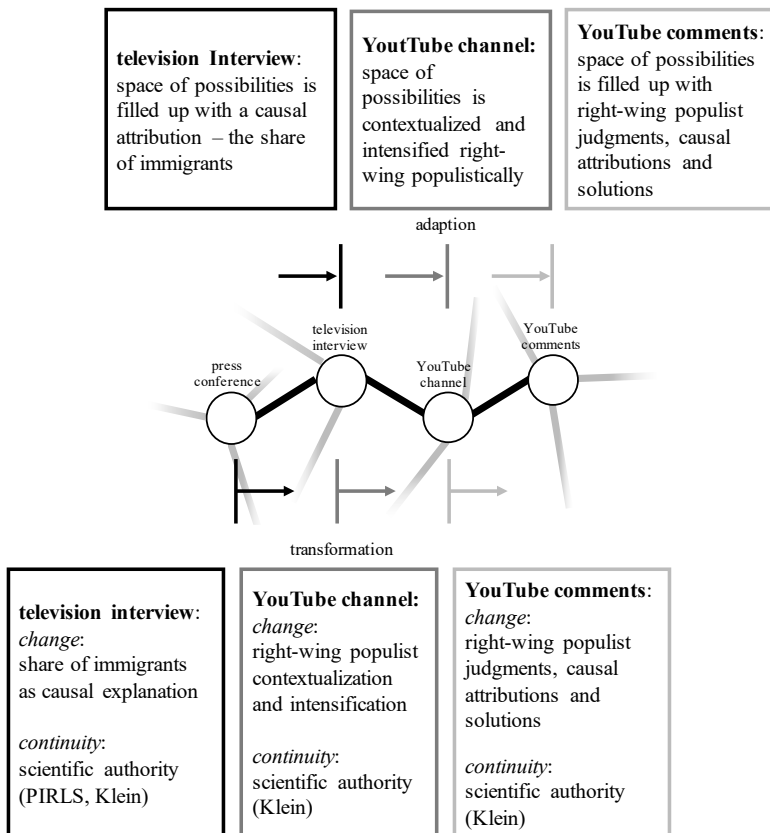 television Interview:
space of possibilities is
filled up with a causal
attribution – the share
of immigrants
YoutTube channel:
space of
possibilities is
contextualized and
intensified right-
wing populistically
YouTube comments:
space of possibilities
is filled up with
right-wing populist
judgments, causal
attributions and
solutions
adaption
press
conference
television
interview
YouTube
channel
YouTube
comments
transformation
television interview:
change:
share of immigrants
as causal explanation
continuity:
scientific authority
(PIRLS, Klein)
YouTube channel:
change:
right-wing populist
contextualization
and intensification
continuity:
scientific authority
(Klein)
YouTube comments:
change:
right-wing populist
judgments, causal
attributions and
solutions
continuity:
scientific authority
(Klein)